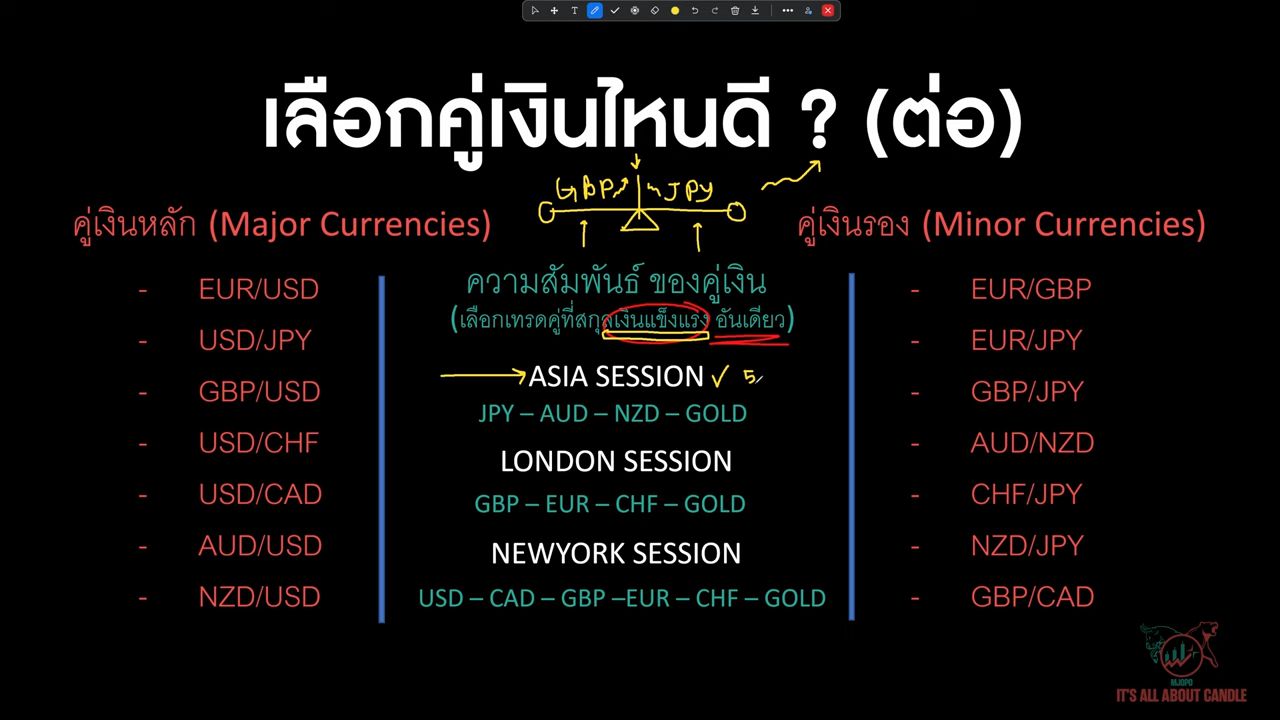 เลือกคู่เงินไหนดี ? (ต่อ)
GBP JPY
คู่เงินหลัก (Major Currencies)
- EUR/USD
- USD/JPY
- GBP/USD
- USD/CHF
- USD/CAD
- AUD/USD
- NZD/USD
ความสัมพันธ์ ของคู่เงิน
(เลือกเทรดคู่ที่สกุลเงินแข็งแรง อันเดียว)
ASIA SESSION ✓ 5
JPY – AUD – NZD – GOLD
LONDON SESSION
GBP – EUR – CHF – GOLD
NEWYORK SESSION
USD – CAD – GBP –EUR – CHF – GOLD
คู่เงินรอง (Minor Currencies)
- EUR/GBP
- EUR/JPY
- GBP/JPY
- AUD/NZD
- CHF/JPY
- NZD/JPY
- GBP/CAD
MJOPO
IT'S ALL ABOUT CANDLE